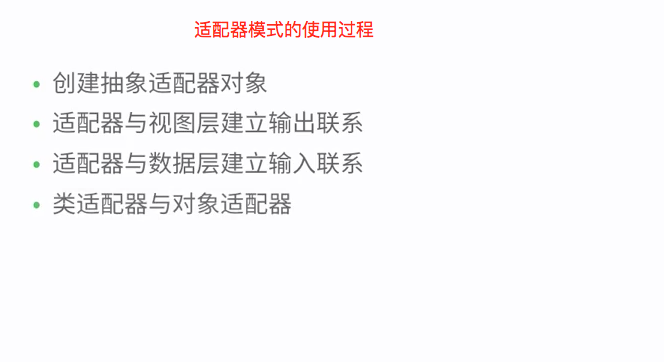 适配器模式的使用过程
• 创建抽象适配器对象
• 适配器与视图层建立输出联系
• 适配器与数据层建立输入联系
• 类适配器与对象适配器